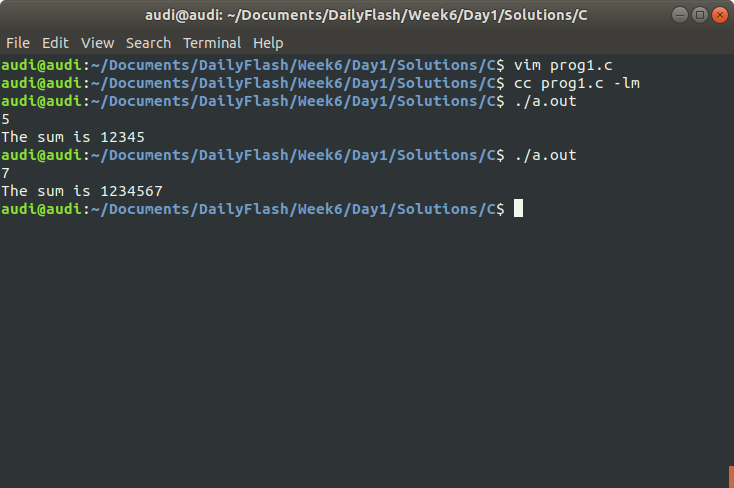 audi@audi: ~/Documents/DailyFlash/Week6/Day1/Solutions/C
File Edit View Search Terminal Help
audi@audi:~/Documents/DailyFlash/Week6/Day1/Solutions/C$ vim prog1.c
audi@audi:~/Documents/DailyFlash/Week6/Day1/Solutions/C$ cc prog1.c -lm
audi@audi:~/Documents/DailyFlash/Week6/Day1/Solutions/C$ ./a.out
5
The sum is 12345
audi@audi:~/Documents/DailyFlash/Week6/Day1/Solutions/C$ ./a.out
7
The sum is 1234567
audi@audi:~/Documents/DailyFlash/Week6/Day1/Solutions/C$